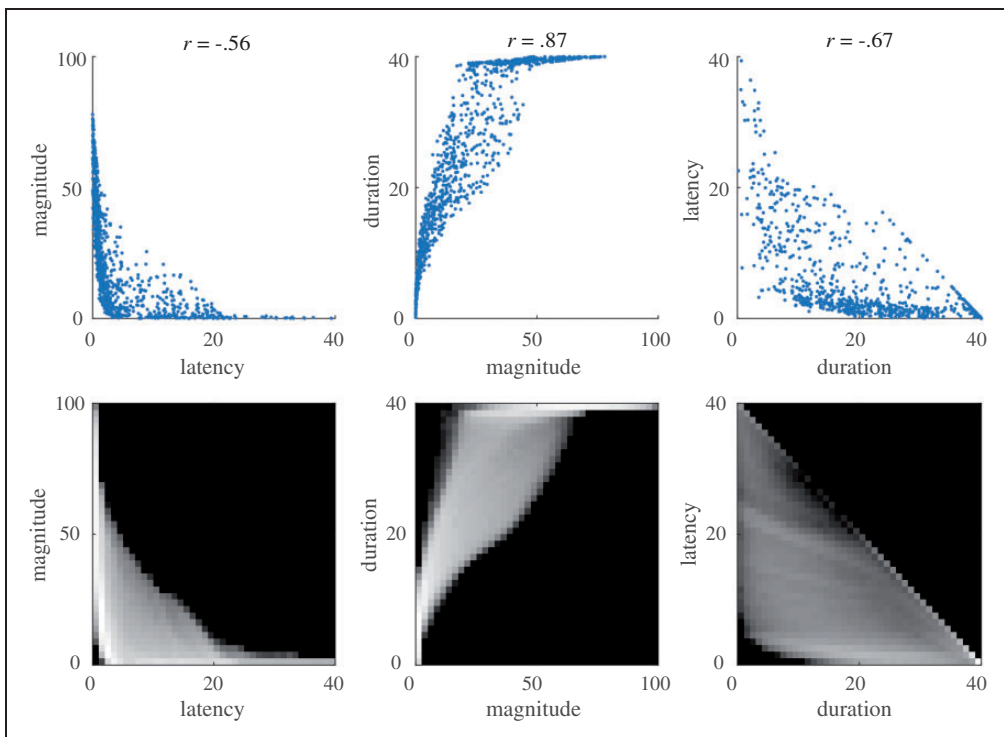 r = -.56
r = .87
r = -.67
100
50
0
magnitude
0 20 40
latency
40
20
0
duration
0 50 100
magnitude
40
20
0
latency
0 20 40
duration
100
50
0
magnitude
0 20 40
latency
40
20
0
duration
0 50 100
magnitude
40
20
0
latency
0 20 40
duration